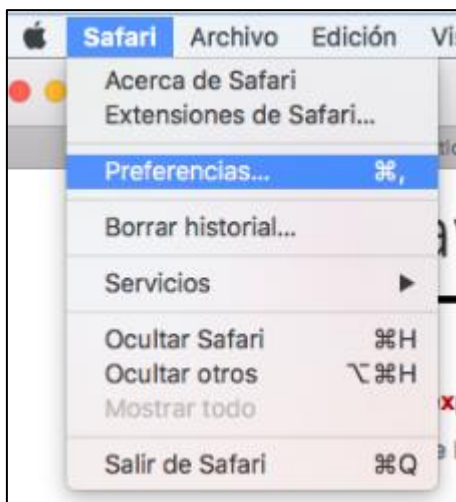 Safari Archivo Edición
Acerca de Safari
Extensiones de Safari...
Preferencias... ⌘,
Borrar historial...
Servicios ▶
Ocultar Safari ⌘H
Ocultar otros ⌥⌘H
Mostrar todo
Salir de Safari ⌘Q